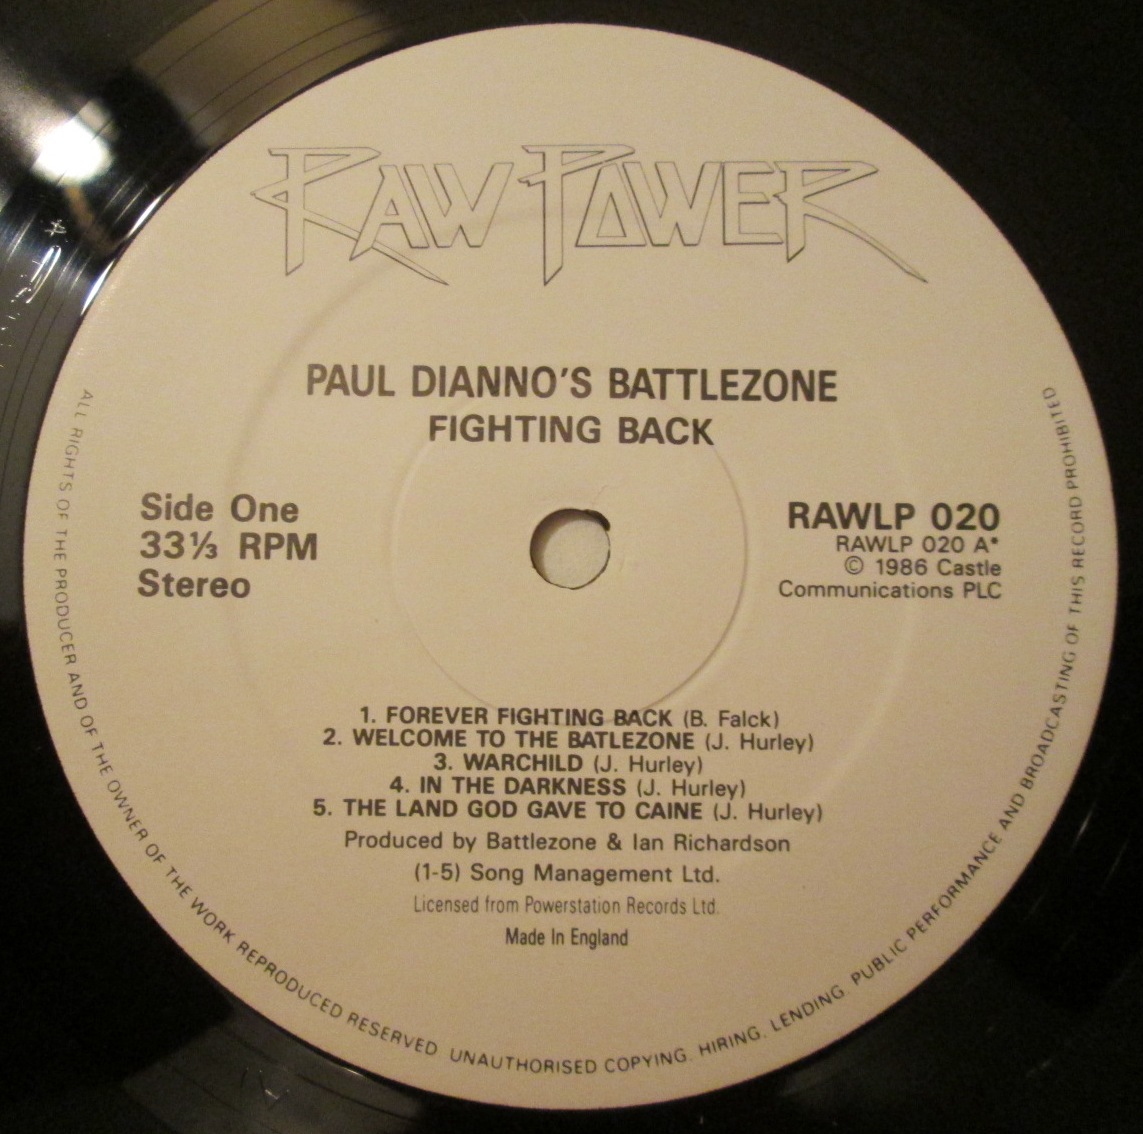 RAW POWER
PAUL DIANNO'S BATTLEZONE
FIGHTING BACK
Side One
33⅓ RPM
Stereo
RAWLP 020
RAWLP 020 A*
© 1986 Castle
Communications PLC
1. FOREVER FIGHTING BACK (B. Falck)
2. WELCOME TO THE BATLEZONE (J. Hurley)
3. WARCHILD (J. Hurley)
4. IN THE DARKNESS (J. Hurley)
5. THE LAND GOD GAVE TO CAINE (J. Hurley)
Produced by Battlezone & Ian Richardson
(1-5) Song Management Ltd.
Licensed from Powerstation Records Ltd.
Made In England
ALL RIGHTS OF THE PRODUCER AND OF THE OWNER OF THE WORK REPRODUCED RESERVED UNAUTHORISED COPYING. HIRING. LENDING. PUBLIC PERFORMANCE AND BROADCASTING OF THIS RECORD PROHIBITED